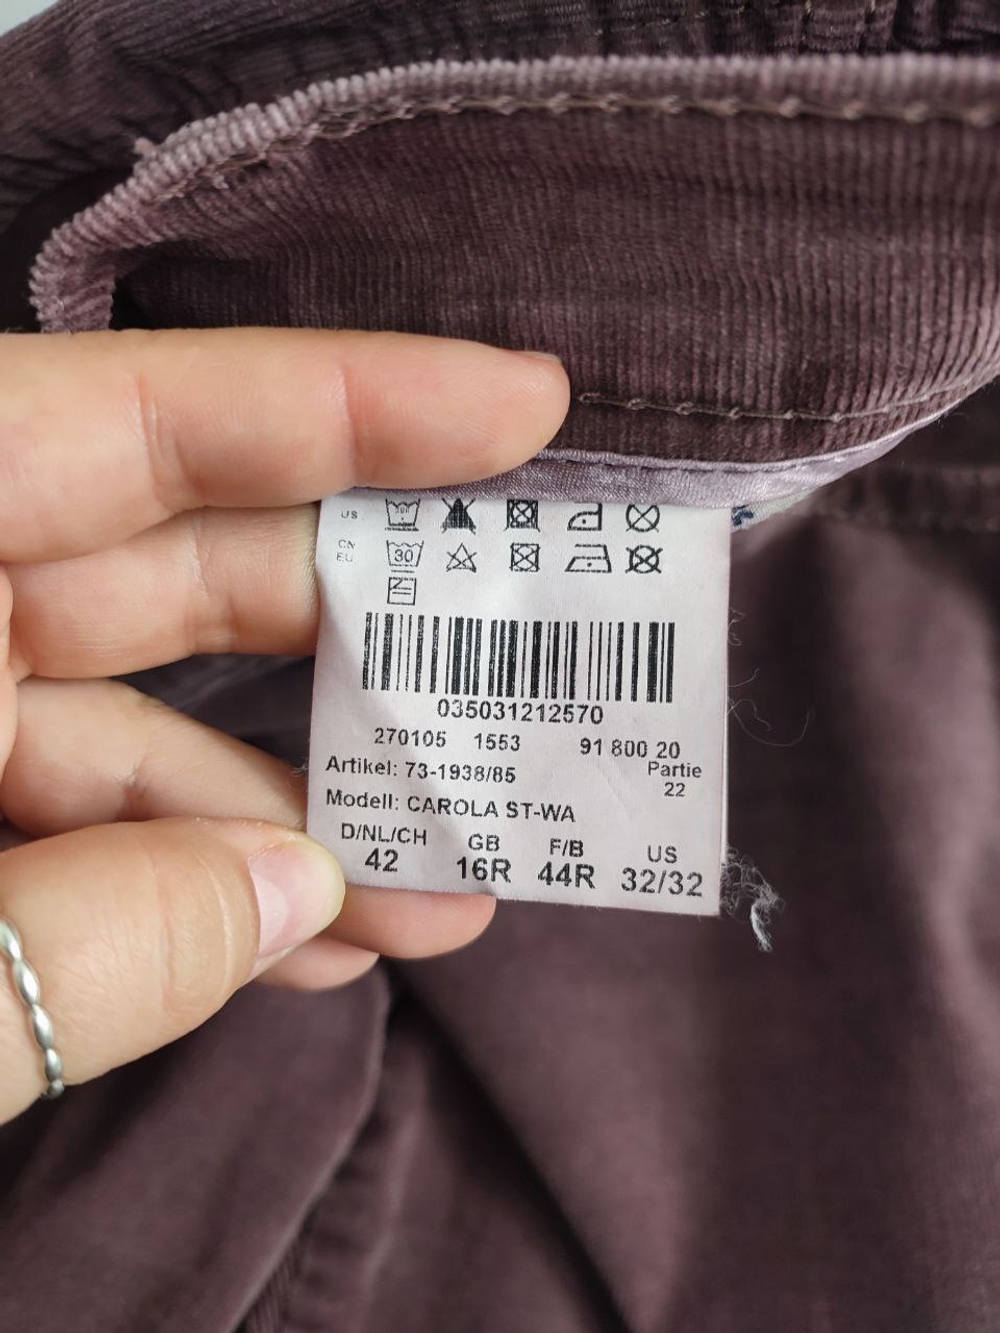 US
CN
EU
30
035031212570
270105 1553 91 800 20
Artikel: 73-1938/85 Partie
22
Modell: CAROLA ST-WA
D/NL/CH GB F/B US
42 16R 44R 32/32